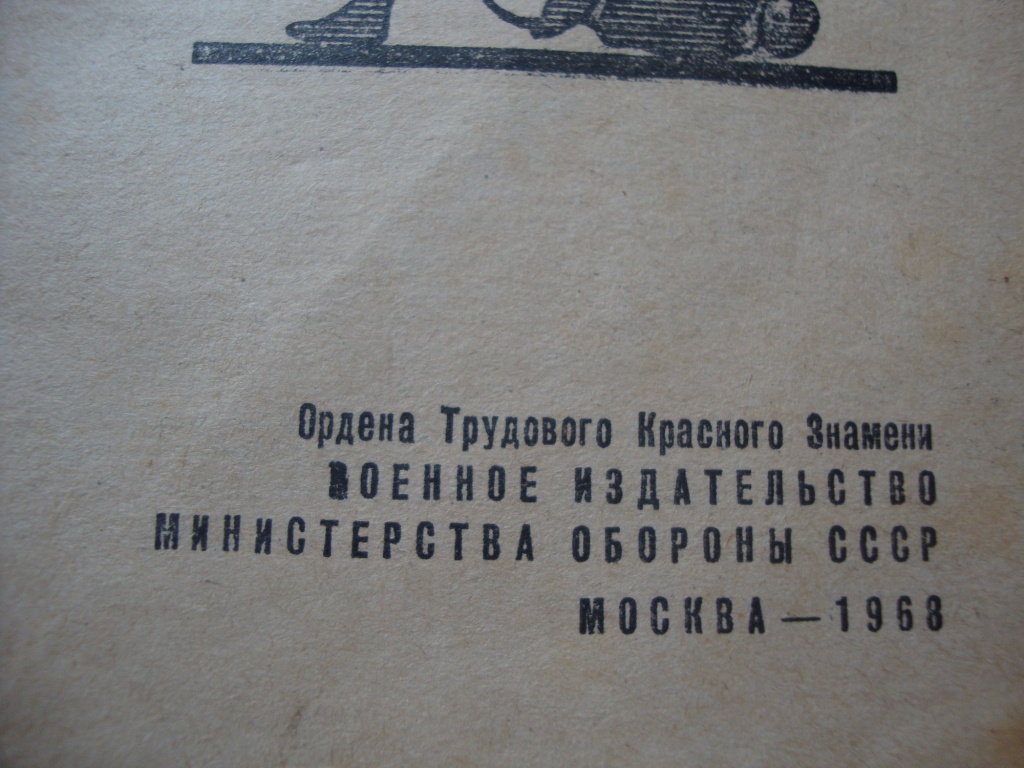 Ордена Трудового Красного Знамени
ВОЕННОЕ ИЗДАТЕЛЬСТВО
МИНИСТЕРСТВА ОБОРОНЫ СССР
МОСКВА — 1968